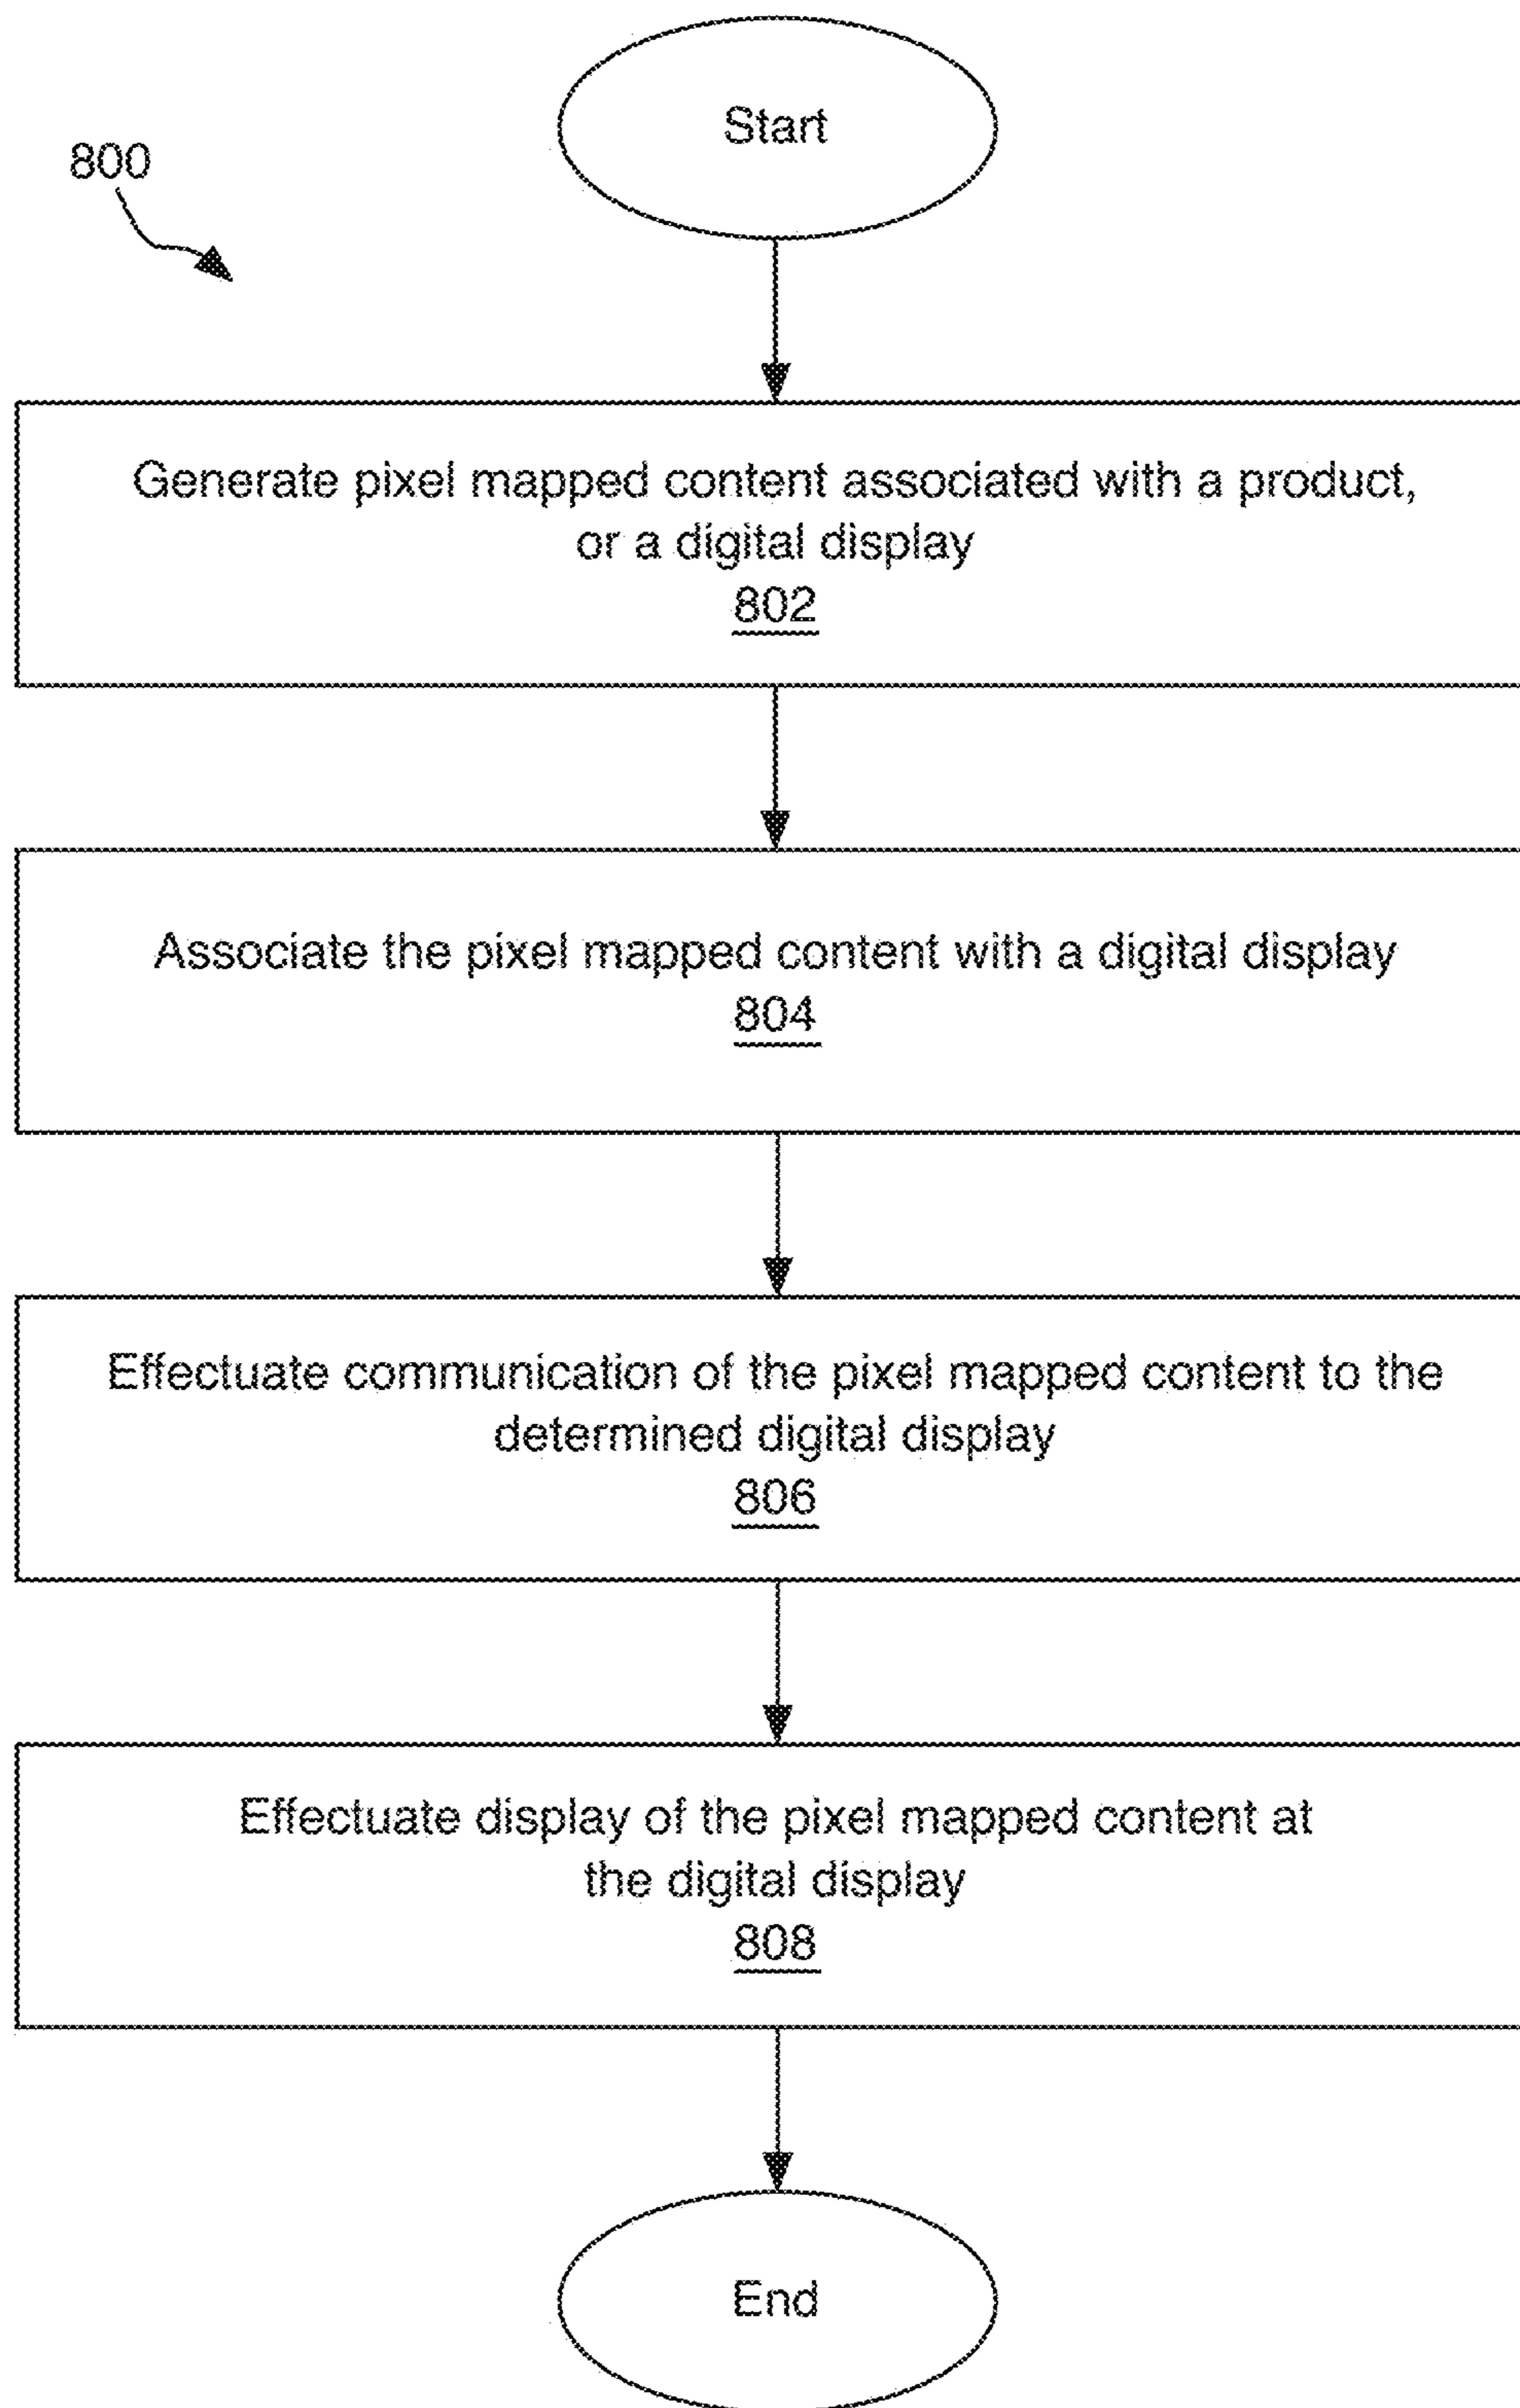 Start
800
Generate pixel mapped content associated with a product,
or a digital display
802
Associate the pixel mapped content with a digital display
804
Effectuate communication of the pixel mapped content to the
determined digital display
806
Effectuate display of the pixel mapped content at
the digital display
808
End